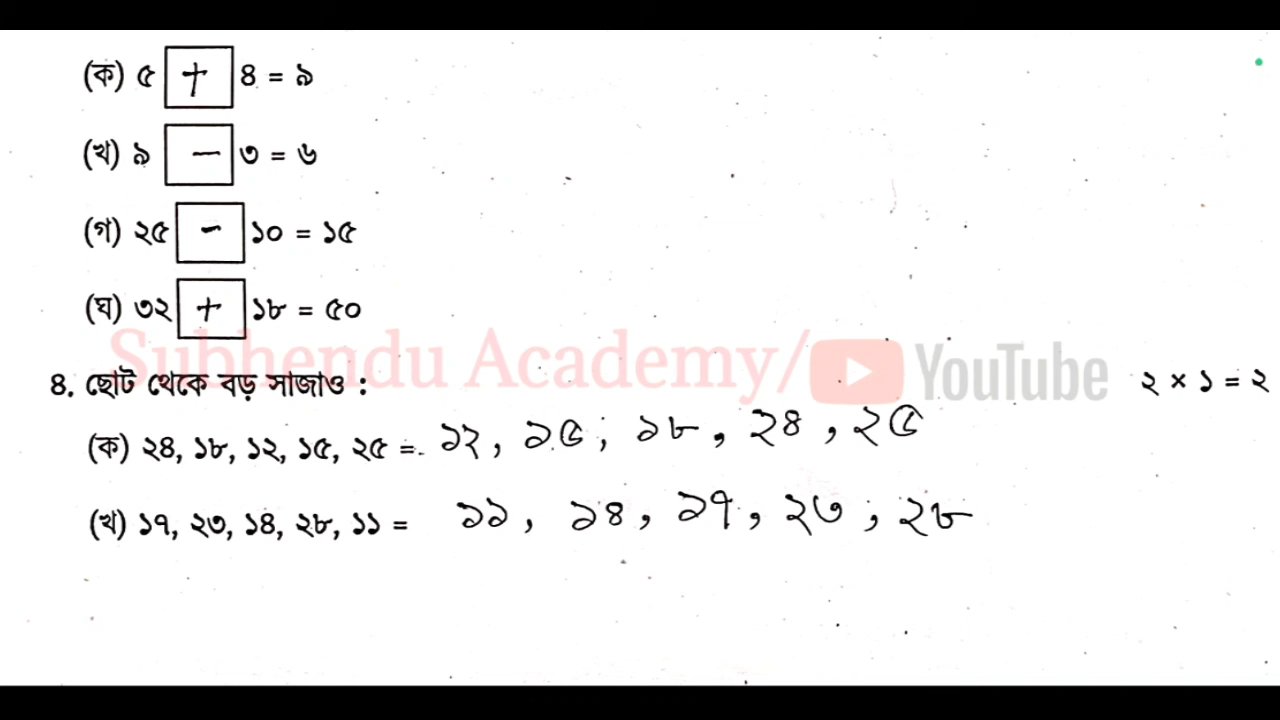 (ক) ৫ + ৪ = ৯
(খ) ৯ – ৩ = ৬
(গ) ২৫ - ১০ = ১৫
(ঘ) ৩২ + ১৮ = ৫০
Subhendu Academy/ YouTube
৪. ছোট থেকে বড় সাজাও : ২ × ১ = ২
(ক) ২৪, ১৮, ১২, ১৫, ২৫ = ১২, ১৫, ১৮, ২৪, ২৫
(খ) ১৭, ২৩, ১৪, ২৮, ১১ = ১১, ১৪, ১৭, ২৩, ২৮